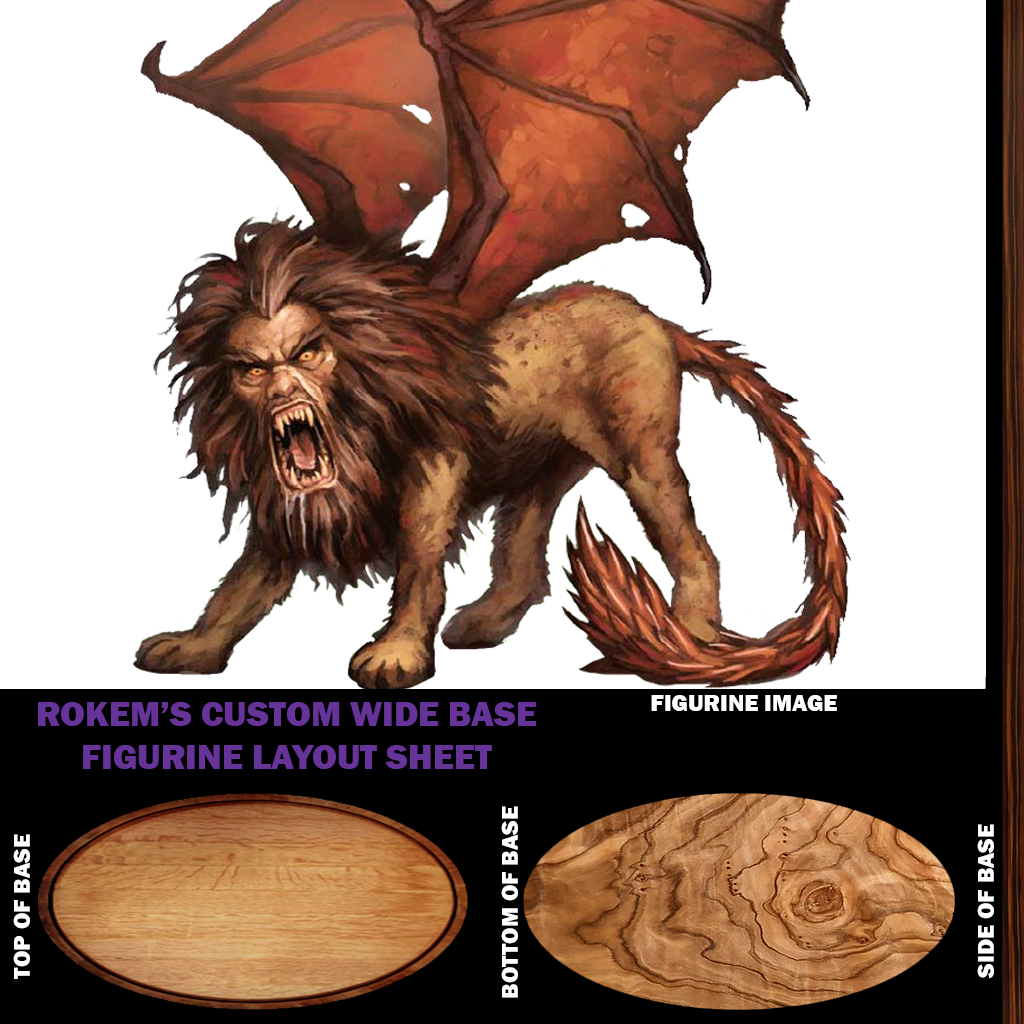 FIGURINE IMAGE
ROKEM’S CUSTOM WIDE BASE
FIGURINE LAYOUT SHEET
TOP OF BASE
BOTTOM OF BASE
SIDE OF BASE